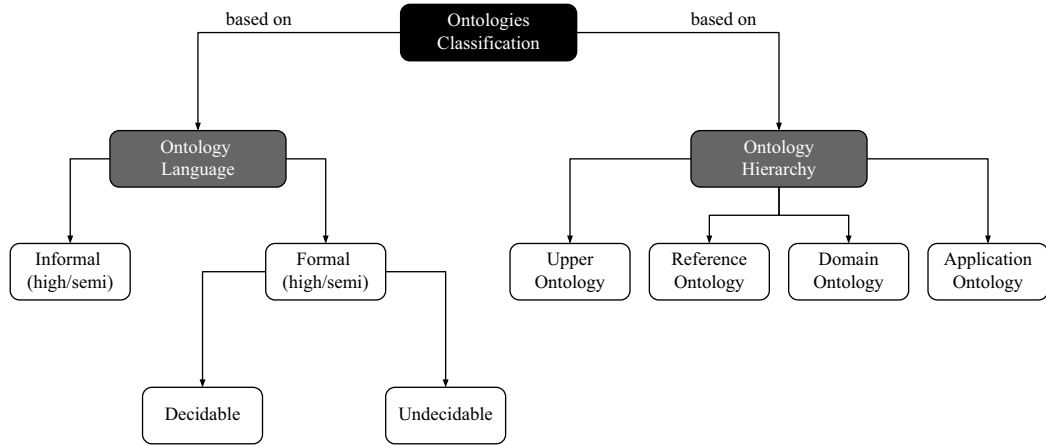 based on
Ontologies
Classification
based on
Ontology
Language
Ontology
Hierarchy
Informal
(high/semi)
Formal
(high/semi)
Upper
Ontology
Reference
Ontology
Domain
Ontology
Application
Ontology
Decidable
Undecidable